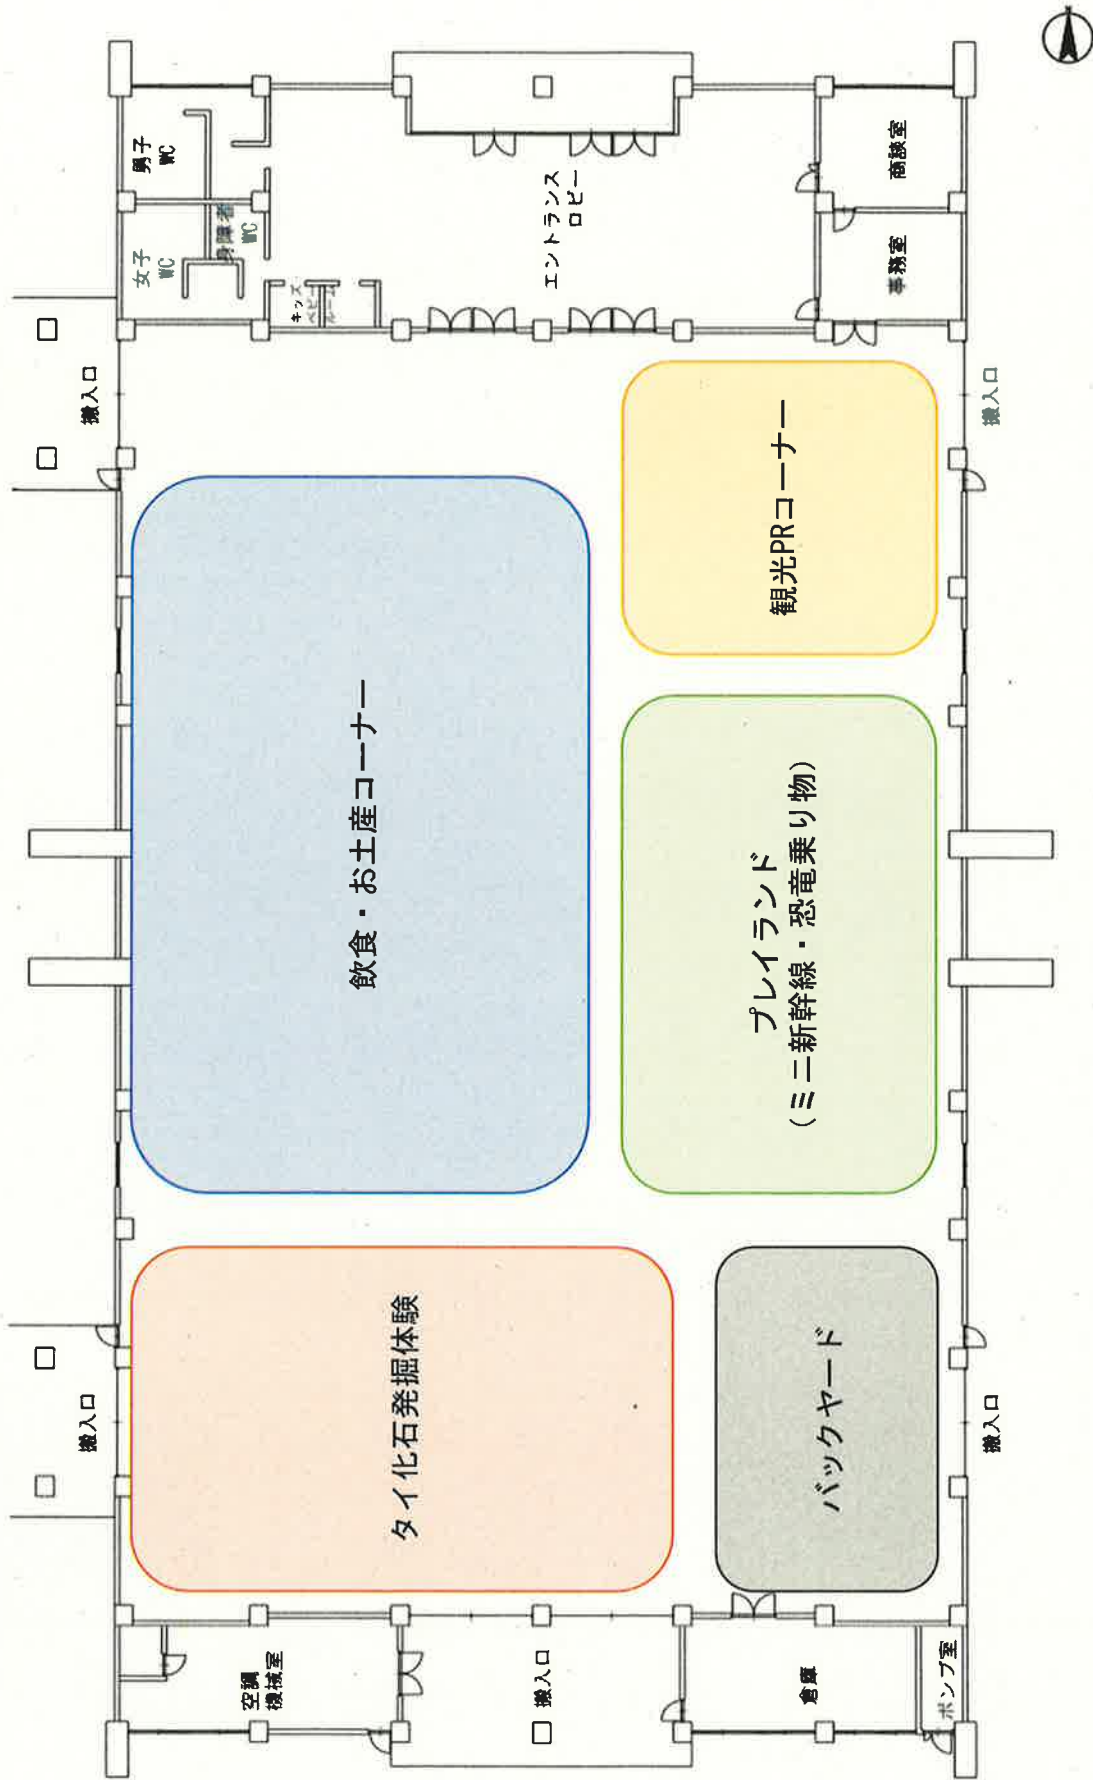 男子
WC
女子
WC
身障者
WC
キッズ
ベビー
ルーム
エントランス
ロビー
商談室
事務室
搬入口
搬入口
飲食・お土産コーナー
観光PRコーナー
プレイランド
（ミニ新幹線・恐竜乗り物）
タイ化石発掘体験
バックヤード
搬入口
搬入口
空調
機械室
搬入口
倉庫
ポンプ室